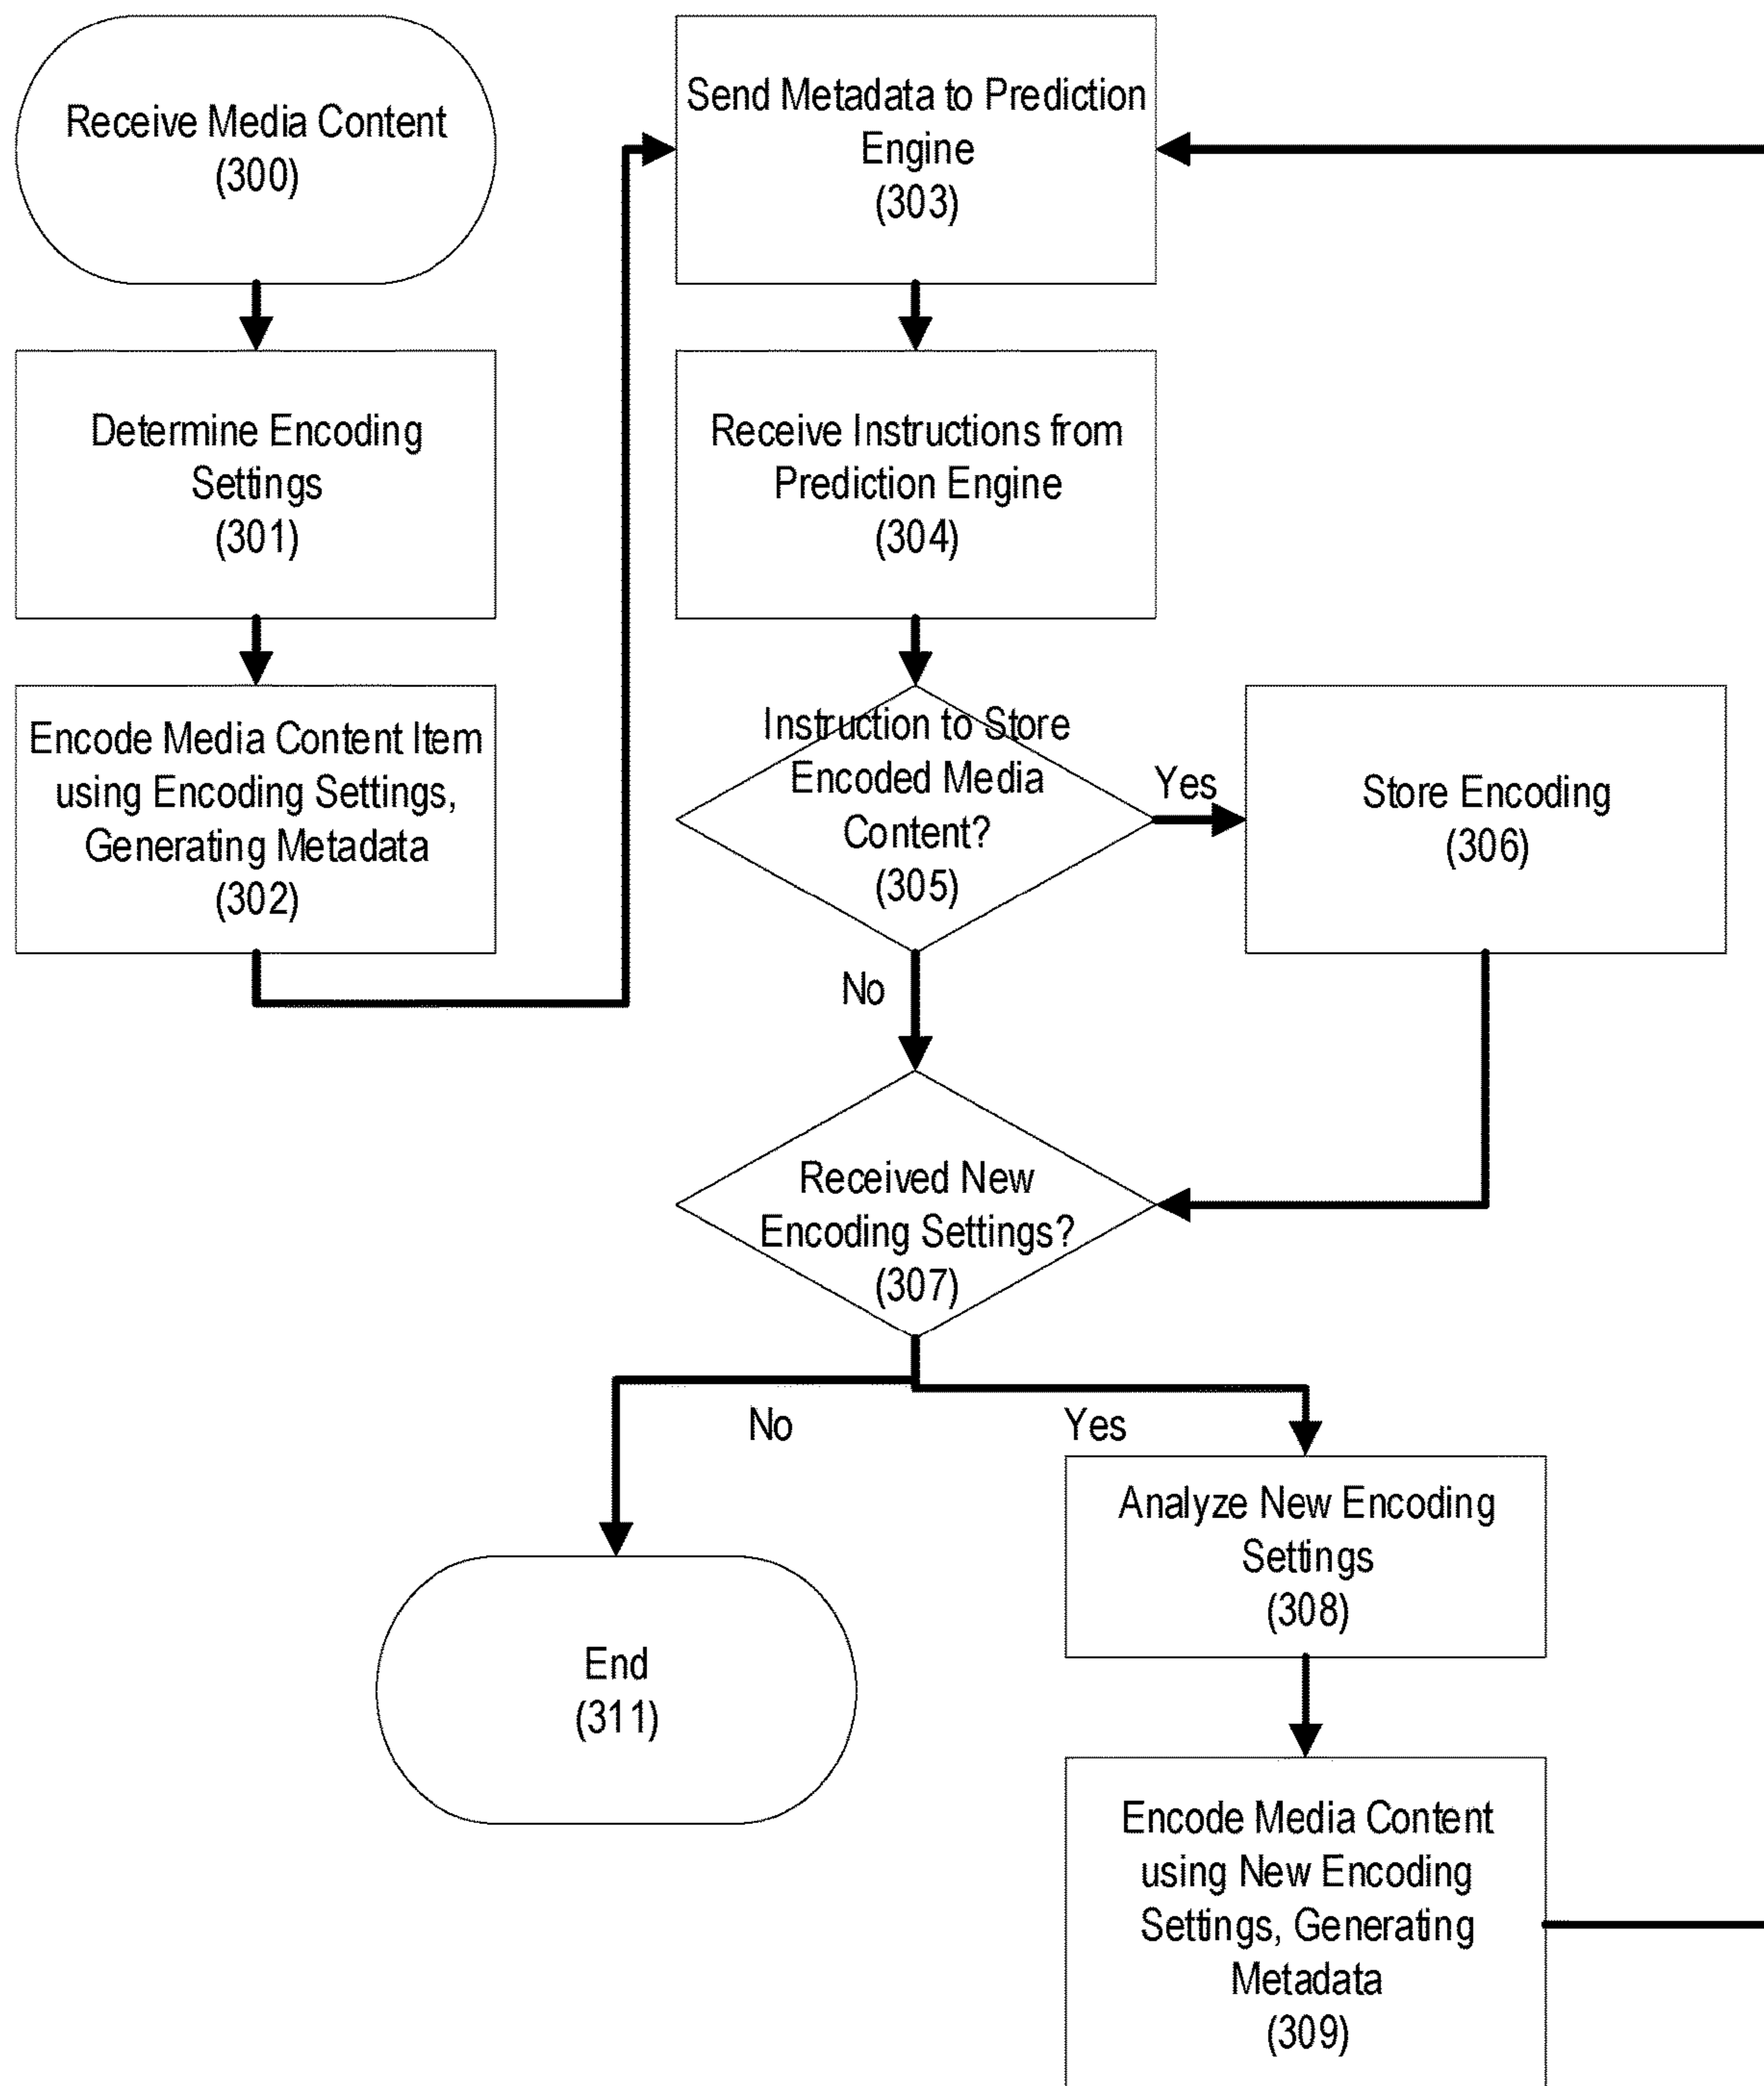 Receive Media Content
(300)
Determine Encoding
Settings
(301)
Encode Media Content Item
using Encoding Settings,
Generating Metadata
(302)
Send Metadata to Prediction
Engine
(303)
Receive Instructions from
Prediction Engine
(304)
Instruction to Store
Encoded Media
Content?
(305)
Yes
Store Encoding
(306)
No
Received New
Encoding Settings?
(307)
No
Yes
End
(311)
Analyze New Encoding
Settings
(308)
Encode Media Content
using New Encoding
Settings, Generating
Metadata
(309)